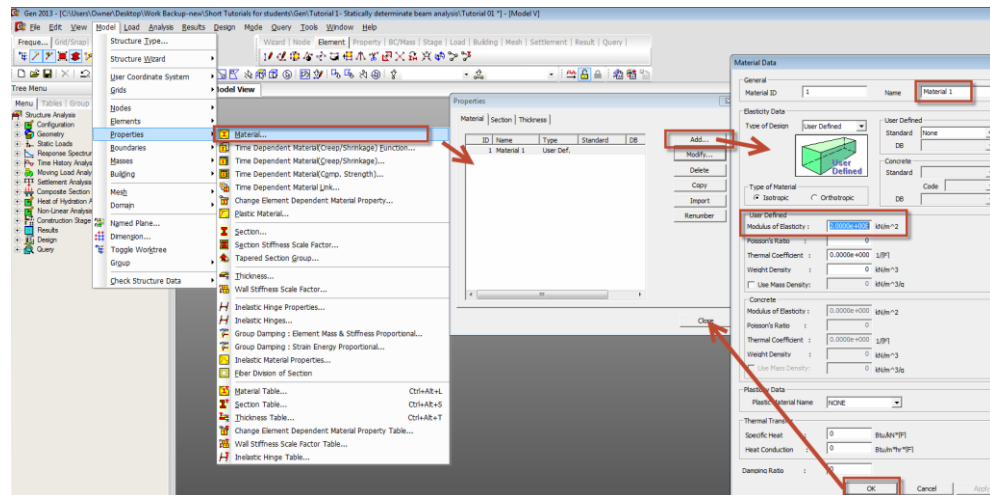 Gen 2013 - [C:\Users\Owner\Desktop\Work Backup-new\Short Tutorials for students\Gen\Tutorial 1- Statically determinate beam analysis\Tutorial 01 *] - [Model V]
File Edit View Model Load Analysis Results Design Mode Query Tools Window Help
Freque... Grid/Snap
Wizard Node Element Property BC/Mass Stage Load Building Mesh Settlement Result Query
Tree Menu
Menu Tables Group
Structure Analysis
Configuration
Geometry
Static Loads
Response Spectrur
Time History Analys
Moving Load Analy
Settlement Analysis
Composite Section
Heat of Hydration A
Non-Linear Analysis
Construction Stage
Results
Design
Query
Structure Type...
Structure Wizard
User Coordinate System
Grids
Nodes
Elements
Properties
Boundaries
Masses
Building
Mesh
Domain
Named Plane...
Dimension...
Toggle Worktree
Group
Check Structure Data
odel View
Material...
Time Dependent Material(Creep/Shrinkage) Function...
Time Dependent Material(Creep/Shrinkage)...
Time Dependent Material(Comp. Strength)...
Time Dependent Material Link...
Change Element Dependent Material Property...
Plastic Material...
Section...
Section Stiffness Scale Factor...
Tapered Section Group...
Thickness...
Wall Stiffness Scale Factor...
Inelastic Hinge Properties...
Inelastic Hinges...
Group Damping : Element Mass & Stiffness Proportional...
Group Damping : Strain Energy Proportional...
Inelastic Material Properties...
Fiber Division of Section
Material Table... Ctrl+Alt+L
Section Table... Ctrl+Alt+S
Thickness Table... Ctrl+Alt+T
Change Element Dependent Material Property Table...
Wall Stiffness Scale Factor Table...
Inelastic Hinge Table...
Properties
Material Section Thickness
ID Name Type Standard DB
1 Material 1 User Def.
Add...
Modify...
Delete
Copy
Import
Renumber
Close
Material Data
General
Material ID 1 Name Material 1
Elasticity Data
Type of Design User Defined
User Defined
Standard None
DB
Concrete
Standard
Code
DB
User
Defined
Type of Material
Isotropic Orthotropic
User Defined
Modulus of Elasticity : kN/m^2
Poisson's Ratio : 0
Thermal Coefficient : 0.0000e+000 1/[F]
Weight Density : 0 kN/m^3
Use Mass Density: 0 kN/m^3/g
Concrete
Modulus of Elasticity : 0.0000e+000 kN/m^2
Poisson's Ratio : 0
Thermal Coefficient : 0.0000e+000 1/[F]
Weight Density : 0 kN/m^3
Use Mass Density: 0 kN/m^3/g
Plasticity Data
Plastic Material Name NONE
Thermal Transfer
Specific Heat : 0 Btu/kN*[F]
Heat Conduction : 0 Btu/m*hr*[F]
Damping Ratio : 0
OK Cancel Apply